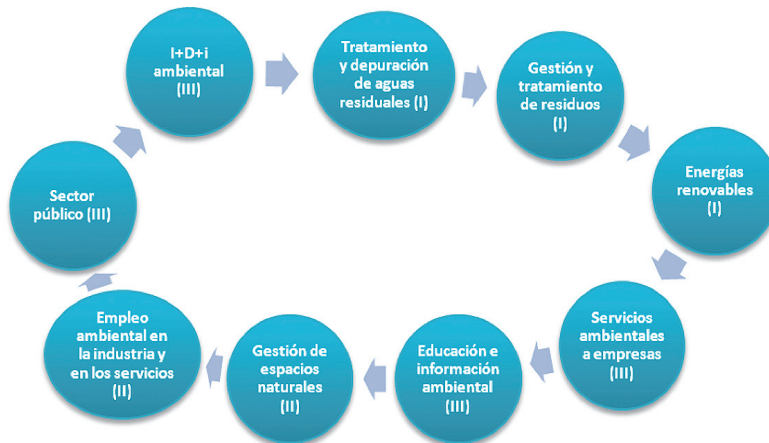 I+D+i
ambiental
(III)
Tratamiento
y depuración
de aguas
residuales (I)
Gestión y
tratamiento
de residuos
(I)
Energías
renovables
(I)
Servicios
ambientales
a empresas
(III)
Educación e
información
ambiental
(III)
Gestión de
espacios
naturales
(II)
Empleo
ambiental en
la industria y
en los servicios
(II)
Sector
público (III)